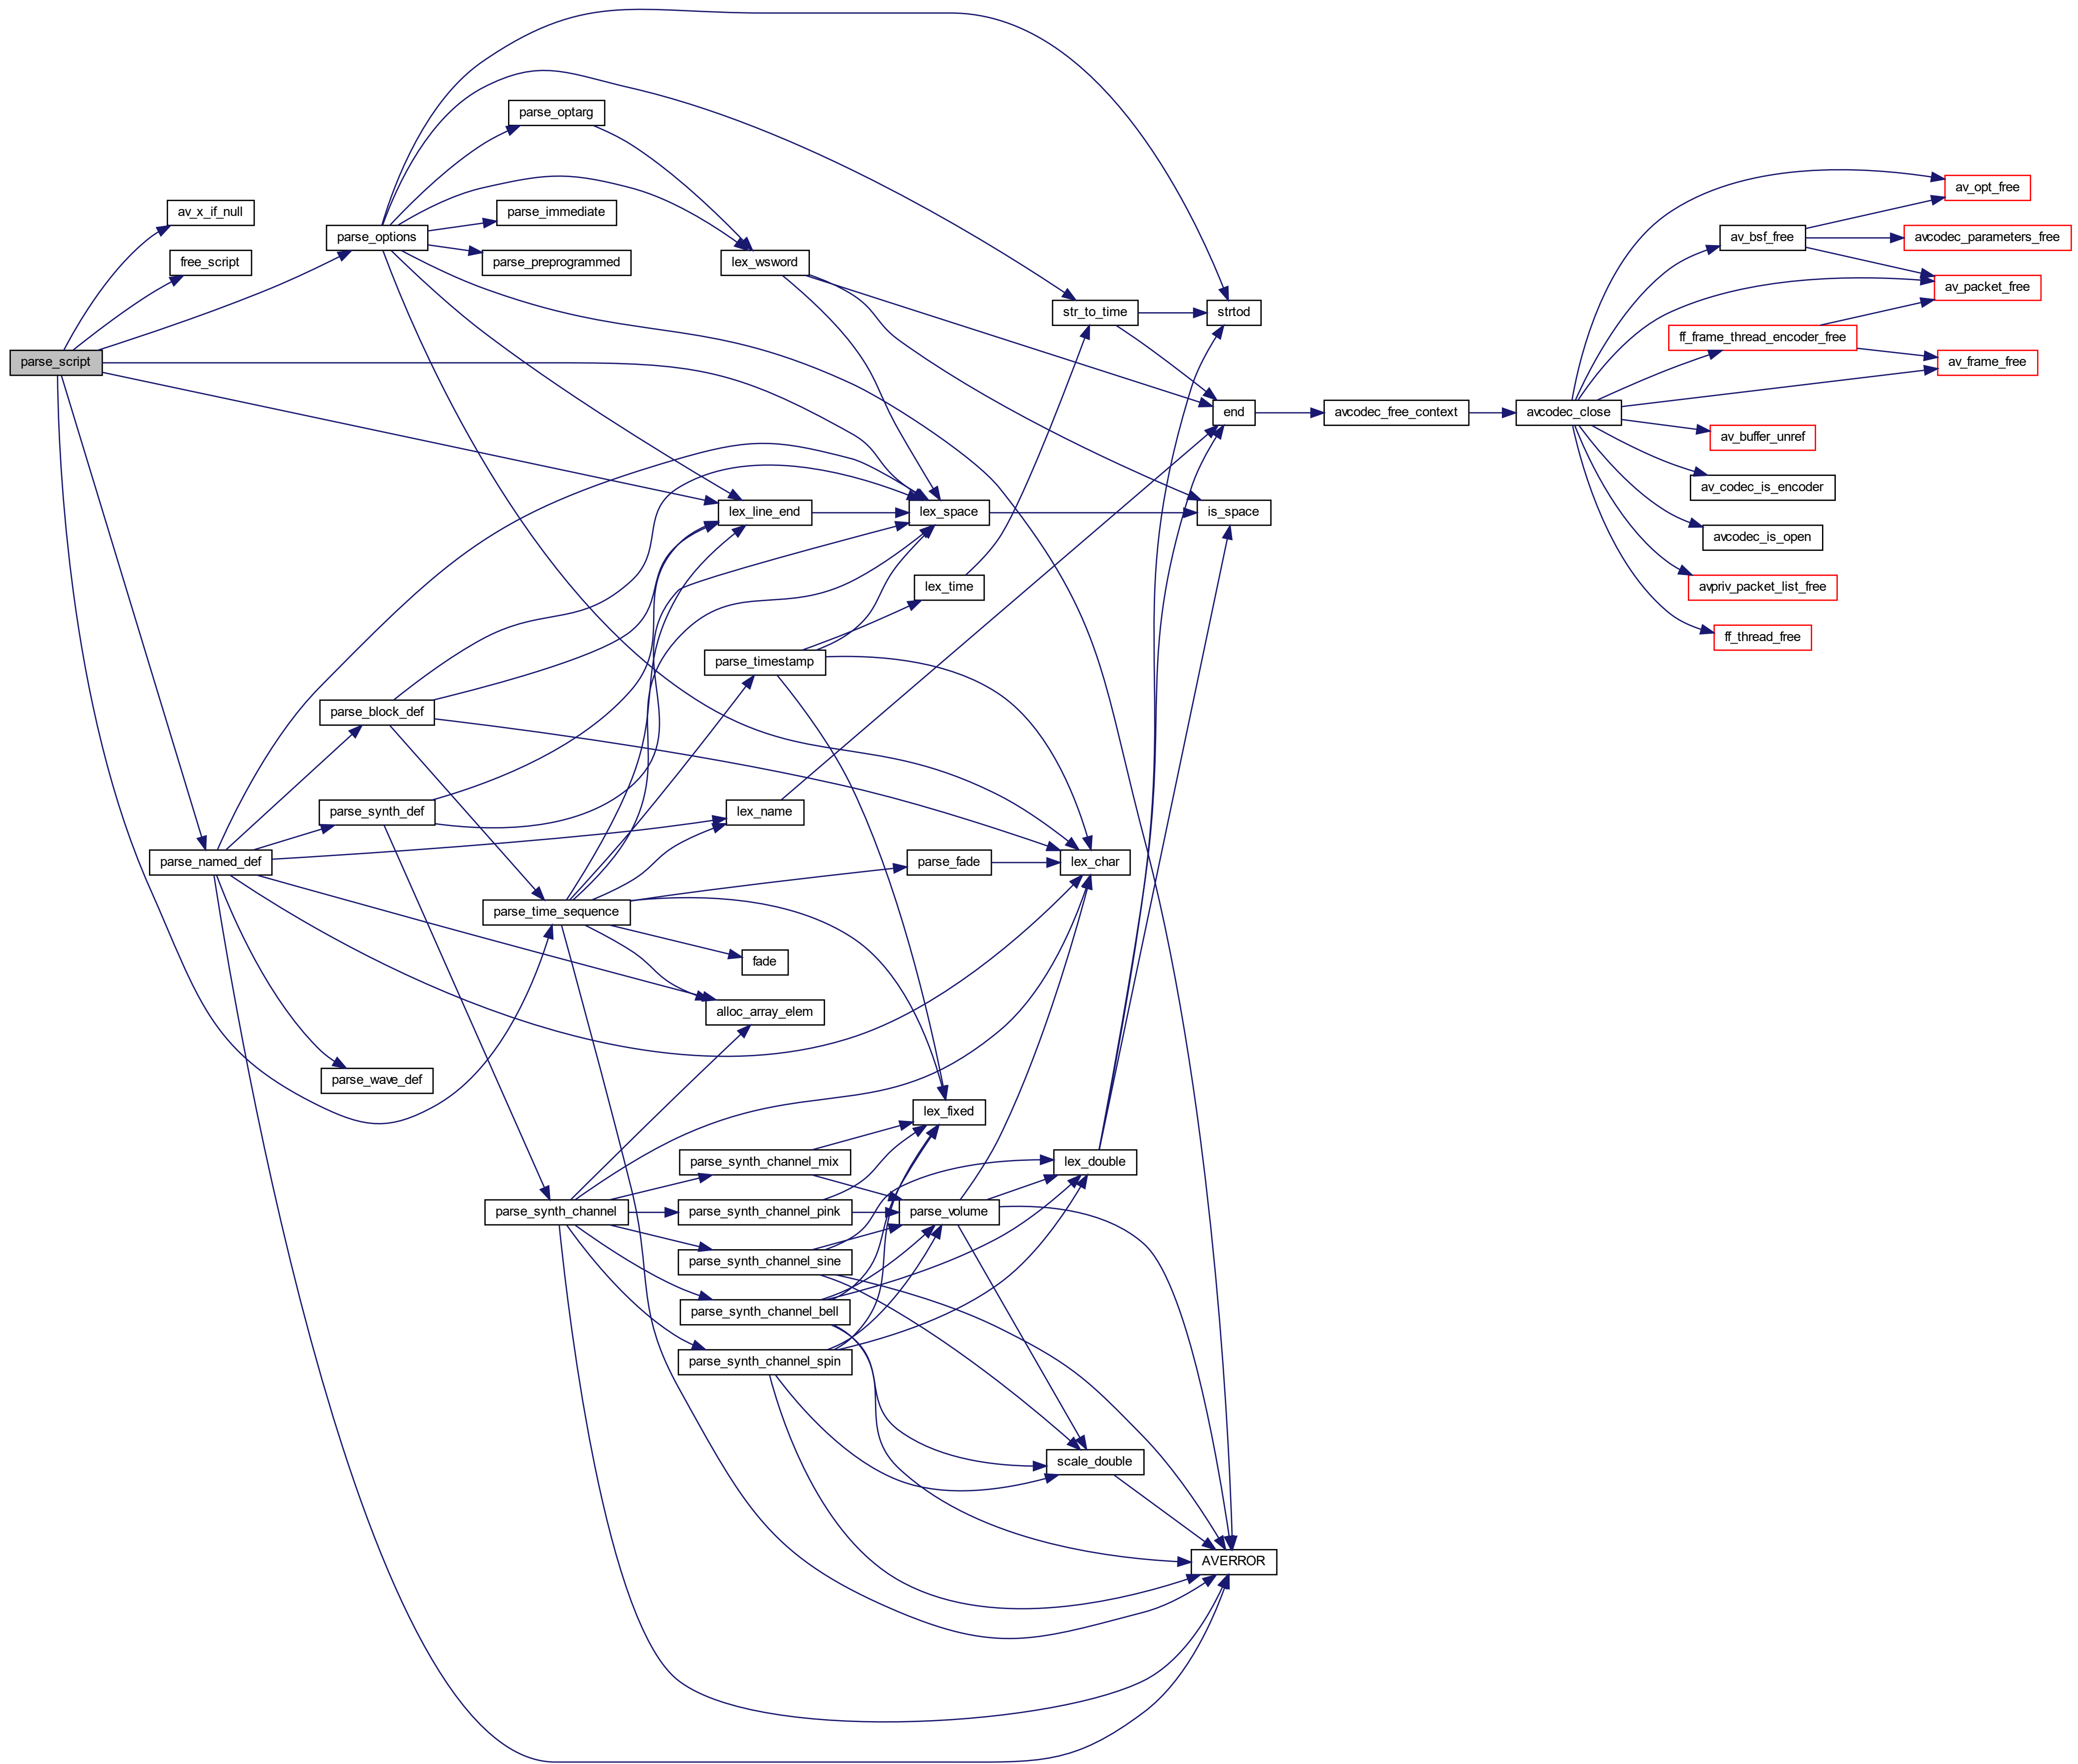 parse_optarg
av_opt_free
av_x_if_null
parse_immediate
parse_options
av_bsf_free
avcodec_parameters_free
free_script
parse_preprogrammed
lex_wsword
av_packet_free
str_to_time
strtod
ff_frame_thread_encoder_free
parse_script
av_frame_free
end
avcodec_free_context
avcodec_close
av_buffer_unref
av_codec_is_encoder
lex_line_end
lex_space
is_space
avcodec_is_open
lex_time
avpriv_packet_list_free
ff_thread_free
parse_timestamp
parse_block_def
parse_synth_def
lex_name
parse_named_def
parse_fade
lex_char
parse_time_sequence
fade
alloc_array_elem
parse_wave_def
lex_fixed
parse_synth_channel_mix
lex_double
parse_synth_channel
parse_synth_channel_pink
parse_volume
parse_synth_channel_sine
parse_synth_channel_bell
parse_synth_channel_spin
scale_double
AVERROR